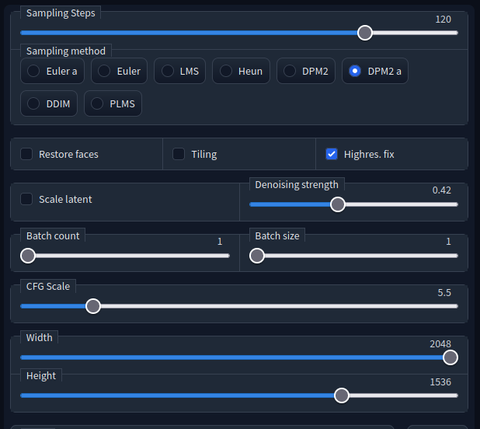 Sampling Steps
120
Sampling method
Euler a Euler LMS Heun DPM2 DPM2 a
DDIM PLMS
Restore faces Tiling Highres. fix
Scale latent Denoising strength 0.42
Batch count 1 Batch size 1
CFG Scale
5.5
Width
2048
Height
1536